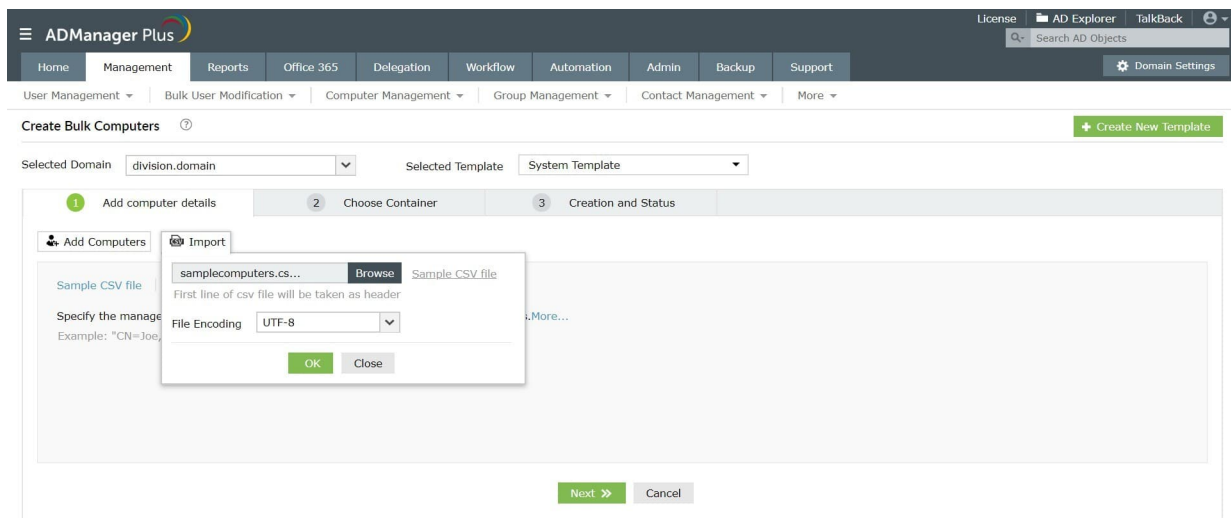 License AD Explorer TalkBack
ADManager Plus
Search AD Objects
Home Management Reports Office 365 Delegation Workflow Automation Admin Backup Support Domain Settings
User Management Bulk User Modification Computer Management Group Management Contact Management More
Create Bulk Computers ? + Create New Template
Selected Domain division.domain Selected Template System Template
1 Add computer details 2 Choose Container 3 Creation and Status
Add Computers CSV Import
samplecomputers.cs... Browse Sample CSV file
Sample CSV file
First line of csv file will be taken as header
Specify the manage s.More...
File Encoding UTF-8
Example: "CN=Joe,
OK Close
Next Cancel